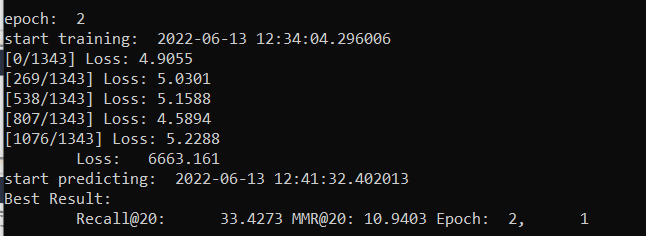 epoch:  2
start training:  2022-06-13 12:34:04.296006
[0/1343] Loss: 4.9055
[269/1343] Loss: 5.0301
[538/1343] Loss: 5.1588
[807/1343] Loss: 4.5894
[1076/1343] Loss: 5.2288
        Loss:   6663.161
start predicting:  2022-06-13 12:41:32.402013
Best Result:
        Recall@20:      33.4273 MMR@20: 10.9403 Epoch:  2,      1